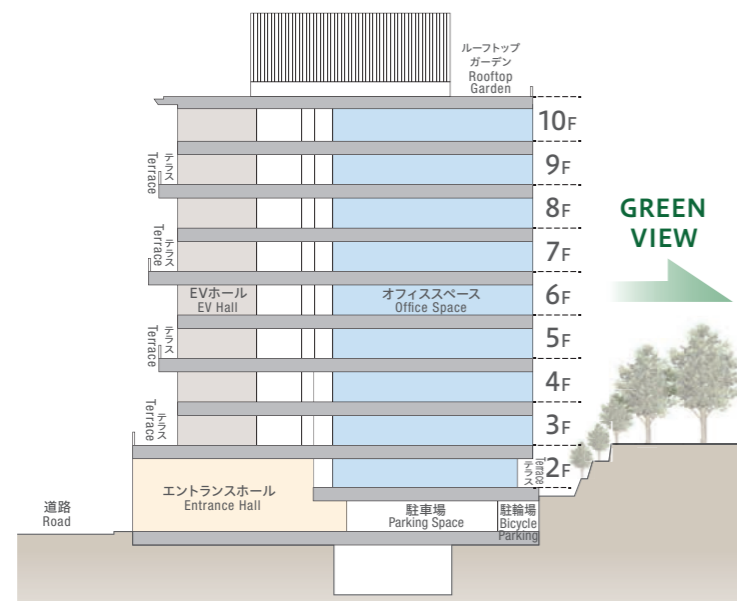 ルーフトップ
ガーデン
Rooftop
Garden
10F
テラス
Terrace
9F
8F
GREEN
VIEW
テラス
Terrace
7F
EVホール
EV Hall
オフィススペース
Office Space
6F
テラス
Terrace
5F
4F
テラス
Terrace
3F
テラス
Terrace
2F
エントランスホール
Entrance Hall
道路
Road
駐車場
Parking Space
駐輪場
Bicycle
Parking